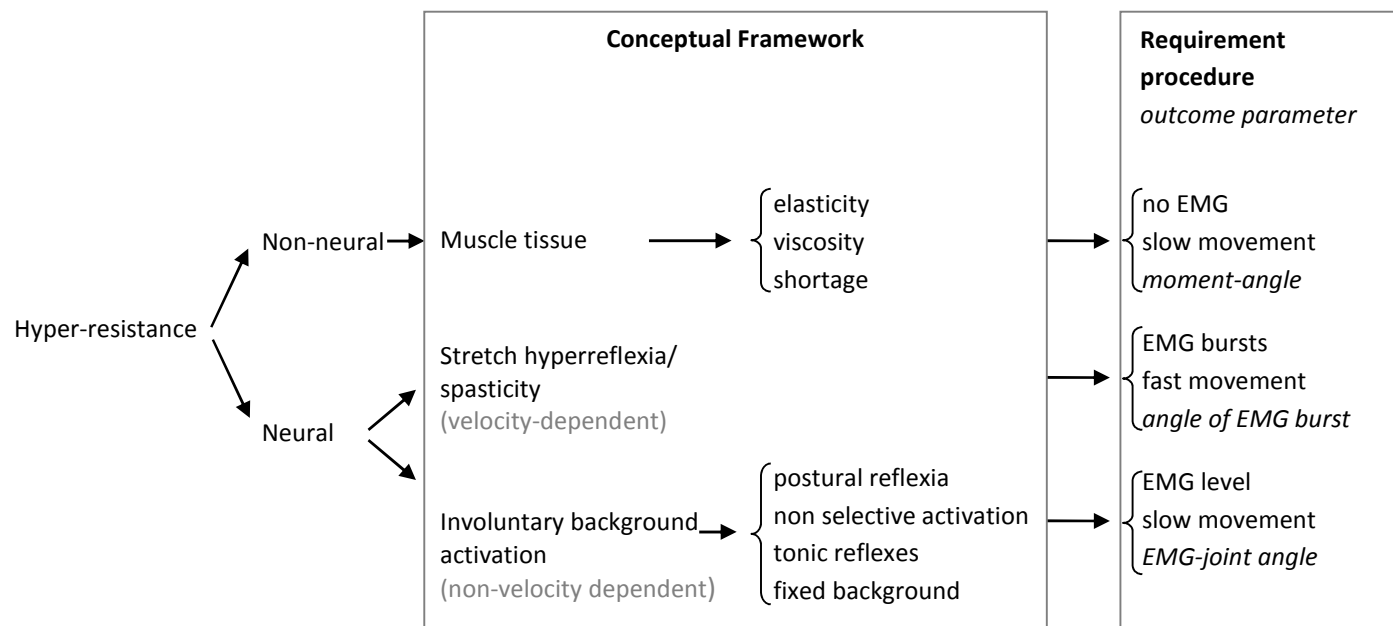 Conceptual Framework
Requirement
procedure
outcome parameter
Hyper-resistance
Non-neural
Muscle tissue
elasticity
viscosity
shortage
no EMG
slow movement
moment-angle
Neural
Stretch hyperreflexia/
spasticity
(velocity-dependent)
EMG bursts
fast movement
angle of EMG burst
Involuntary background
activation
(non-velocity dependent)
postural reflexia
non selective activation
tonic reflexes
fixed background
EMG level
slow movement
EMG-joint angle